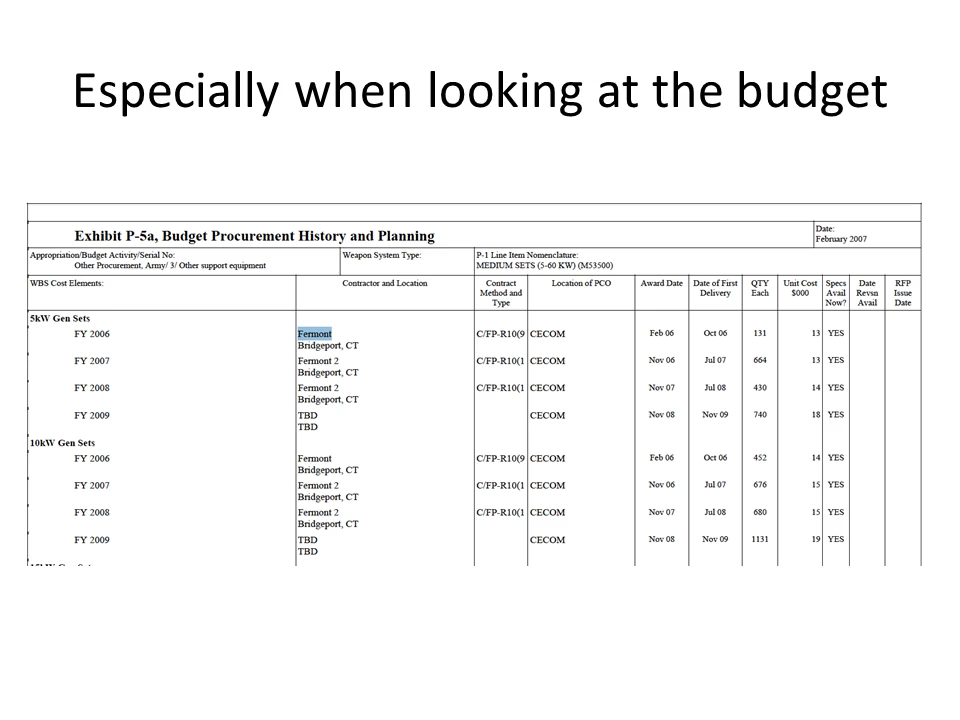 Especially when looking at the budget
Exhibit P-5a, Budget Procurement History and Planning
Date:
February 2007
Appropriation/Budget Activity/Serial No:
Other Procurement, Army/ 3/ Other support equipment
Weapon System Type:
P-1 Line Item Nomenclature:
MEDIUM SETS (5-60 KW) (M53500)
WBS Cost Elements: Contractor and Location Contract Method and Type Location of PCO Award Date Date of First Delivery QTY Each Unit Cost $000 Specs Avail Now? Date Revsn Avail RFP Issue Date
5kW Gen Sets
FY 2006 Fermont C/FP-R10(9 CECOM Feb 06 Oct 06 131 13 YES
Bridgeport, CT
FY 2007 Fermont 2 C/FP-R10(1 CECOM Nov 06 Jul 07 664 13 YES
Bridgeport, CT
FY 2008 Fermont 2 C/FP-R10(1 CECOM Nov 07 Jul 08 430 14 YES
Bridgeport, CT
FY 2009 TBD CECOM Nov 08 Nov 09 740 18 YES
TBD
10kW Gen Sets
FY 2006 Fermont C/FP-R10(9 CECOM Feb 06 Oct 06 452 14 YES
Bridgeport, CT
FY 2007 Fermont 2 C/FP-R10(1 CECOM Nov 06 Jul 07 676 15 YES
Bridgeport, CT
FY 2008 Fermont 2 C/FP-R10(1 CECOM Nov 07 Jul 08 680 15 YES
Bridgeport, CT
FY 2009 TBD CECOM Nov 08 Nov 09 1131 19 YES
TBD